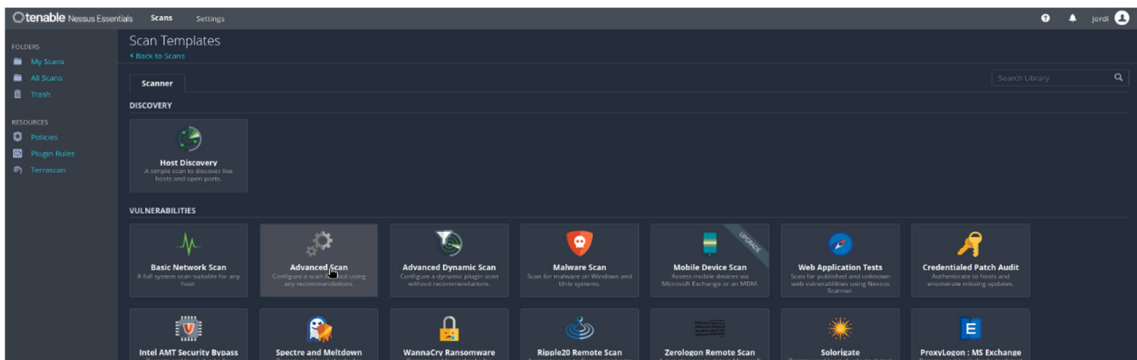 tenable Nessus Essentials Scans Settings jordi
FOLDERS
My Scans
All Scans
Trash
RESOURCES
Policies
Plugin Rules
Terrascan
Scan Templates
Back to Scans
Scanner
Search Library
DISCOVERY
Host Discovery
A simple scan to discover live
hosts and open ports.
VULNERABILITIES
Basic Network Scan
A full system scan suitable for any
host.
Advanced Scan
Configure a scan without using
any recommendations.
Advanced Dynamic Scan
Configure a dynamic plugin scan
without recommendations.
Malware Scan
Scan for malware on Windows and
Unix systems.
UPGRADE
Mobile Device Scan
Assess mobile devices via
Microsoft Exchange or an MDM.
Web Application Tests
Scan for published and unknown
web vulnerabilities using Nessus
Scanner.
Credentialed Patch Audit
Authenticate to hosts and
enumerate missing updates.
Intel AMT Security Bypass
Spectre and Meltdown
WannaCry Ransomware
Ripple20 Remote Scan
Zerologon Remote Scan
Solorigate
ProxyLogon : MS Exchange